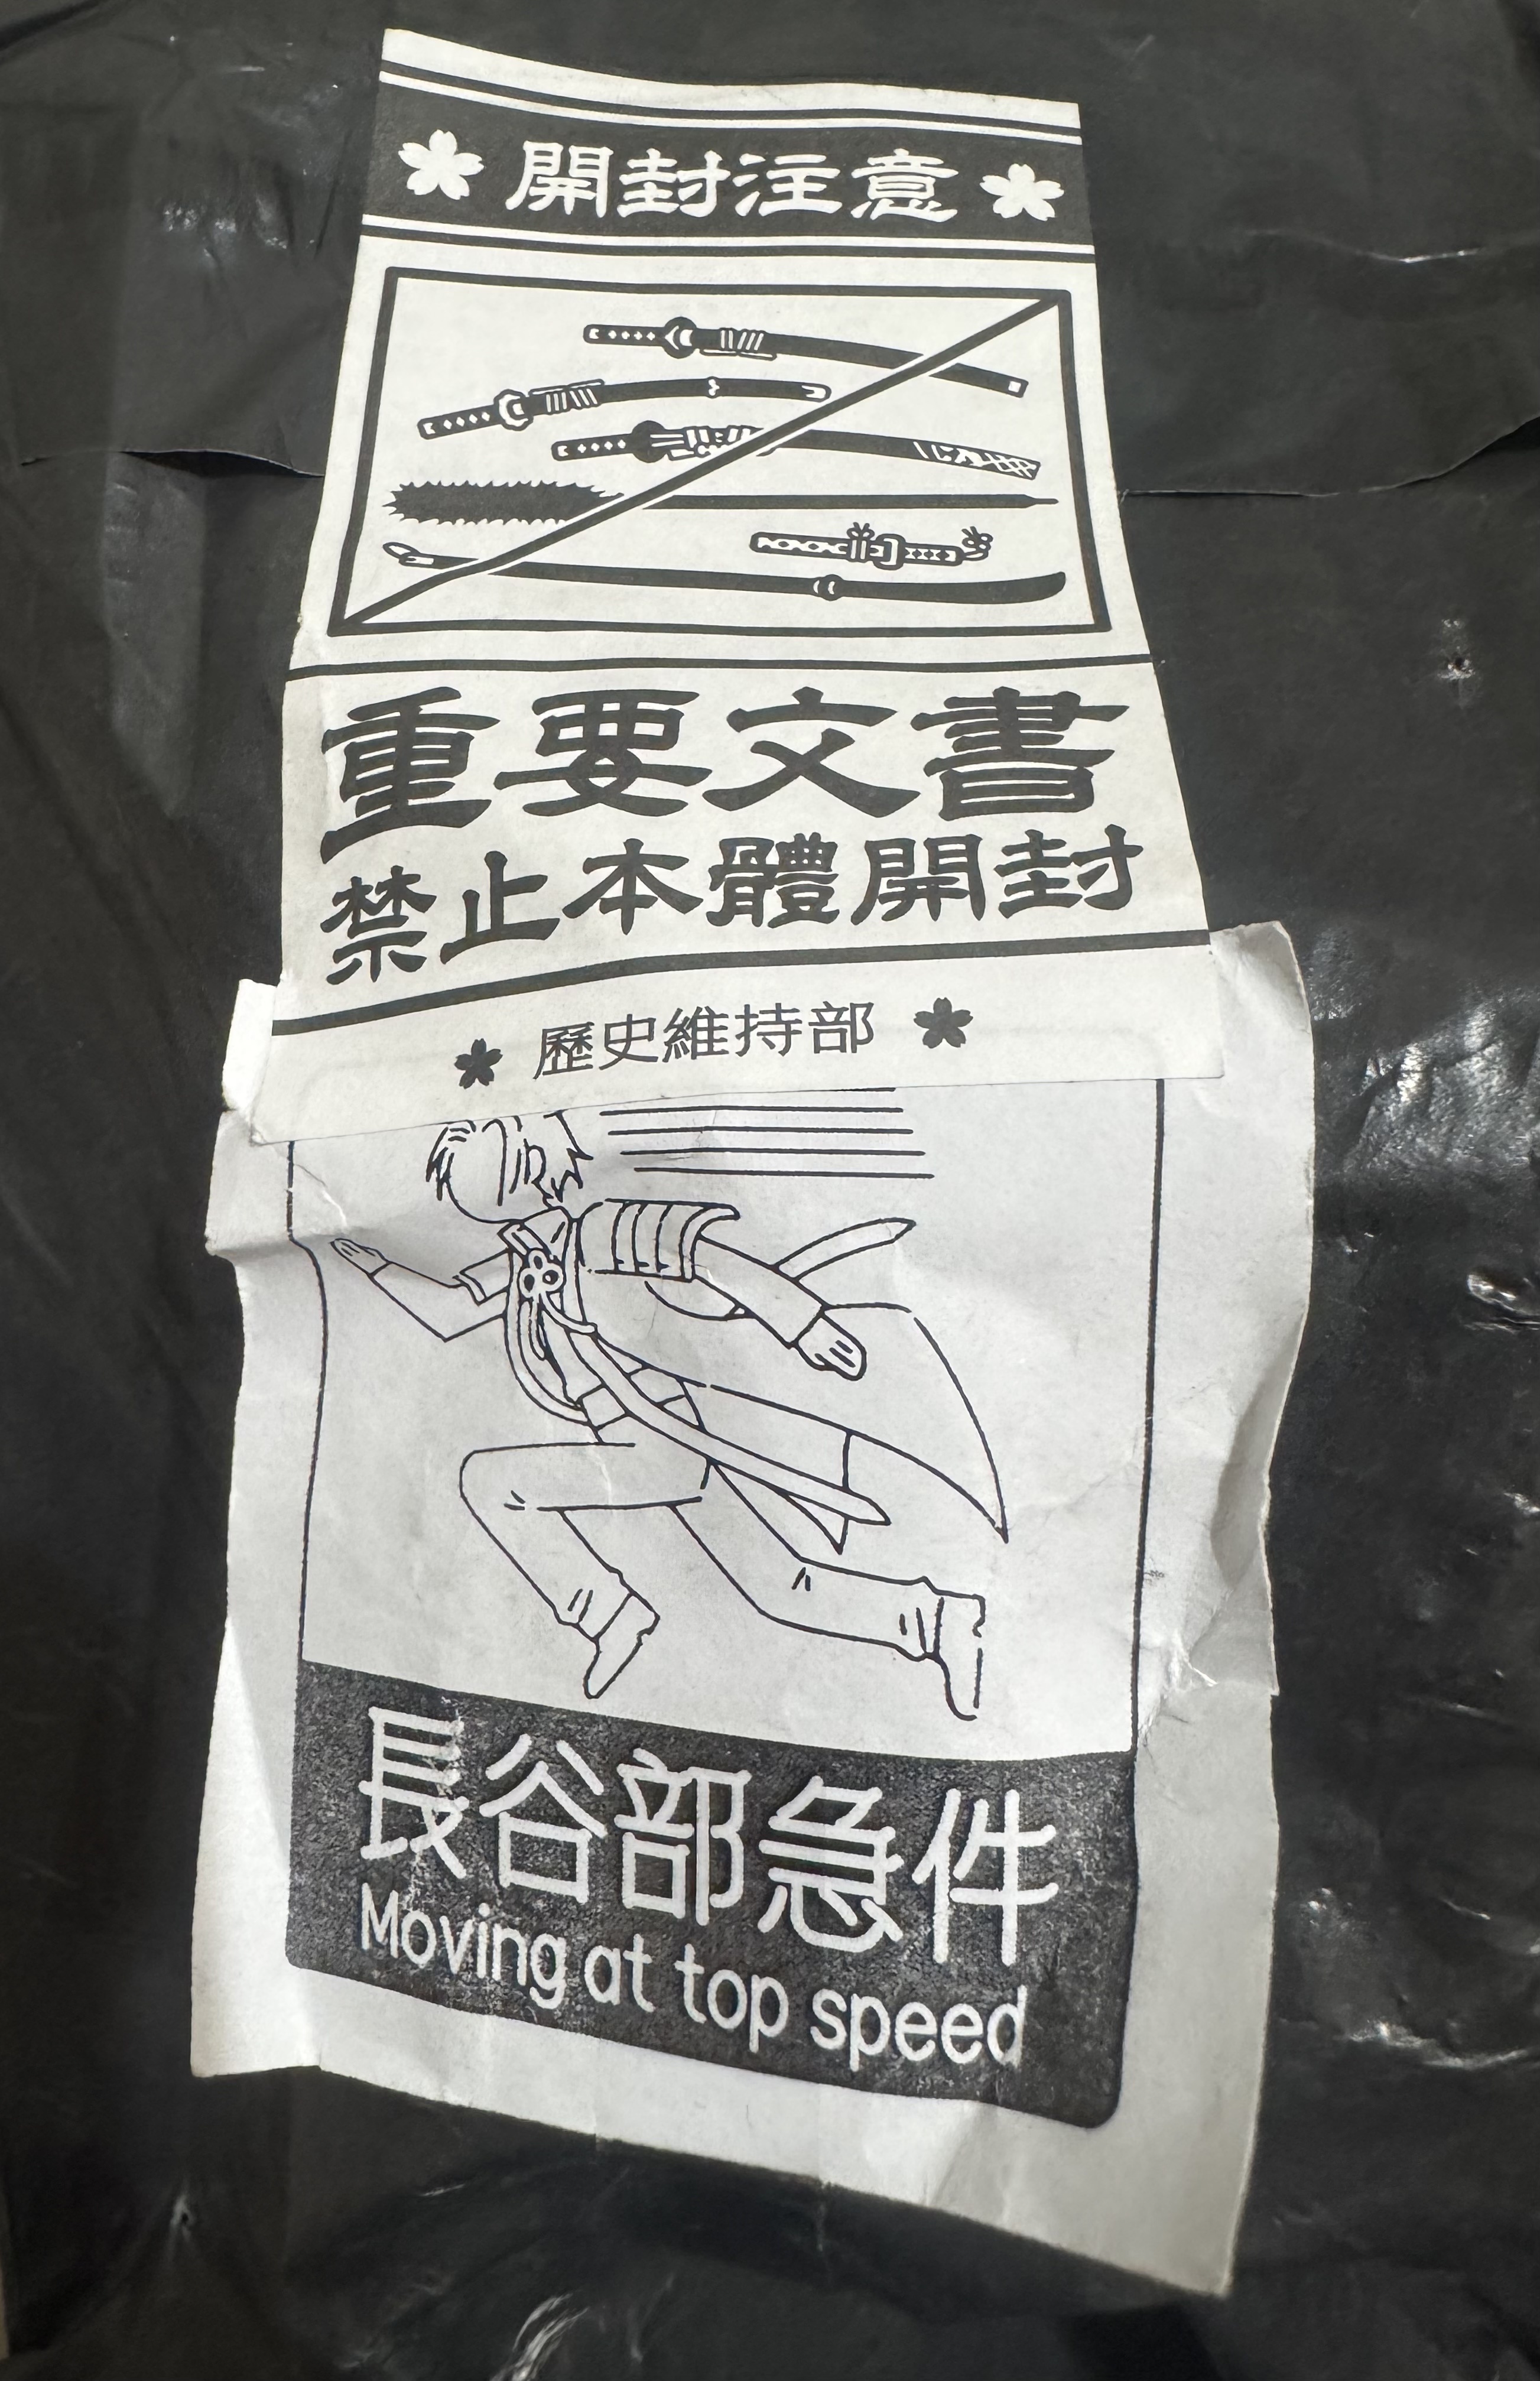 開封注意
重要文書
禁止本體開封
歷史維持部
長谷部急件
Moving at top speed